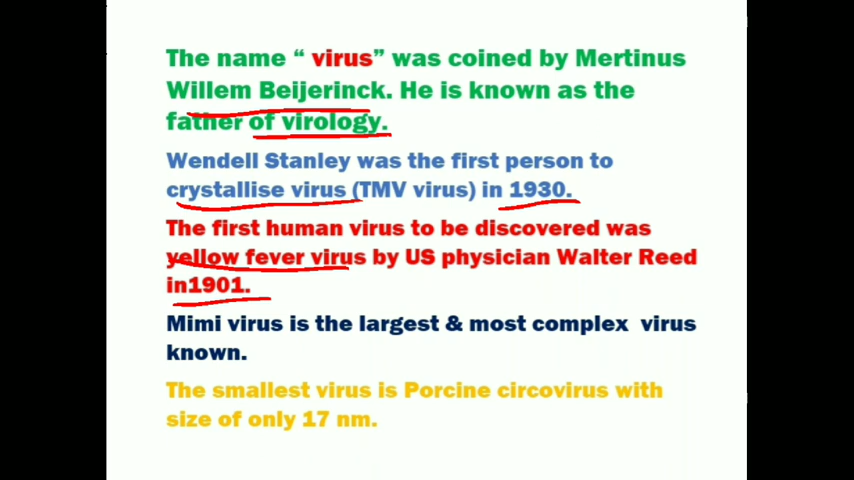 The name “ virus” was coined by Mertinus
Willem Beijerinck. He is known as the
father of virology.
Wendell Stanley was the first person to
crystallise virus (TMV virus) in 1930.
The first human virus to be discovered was
yellow fever virus by US physician Walter Reed
in1901.
Mimi virus is the largest & most complex  virus
known.
The smallest virus is Porcine circovirus with
size of only 17 nm.